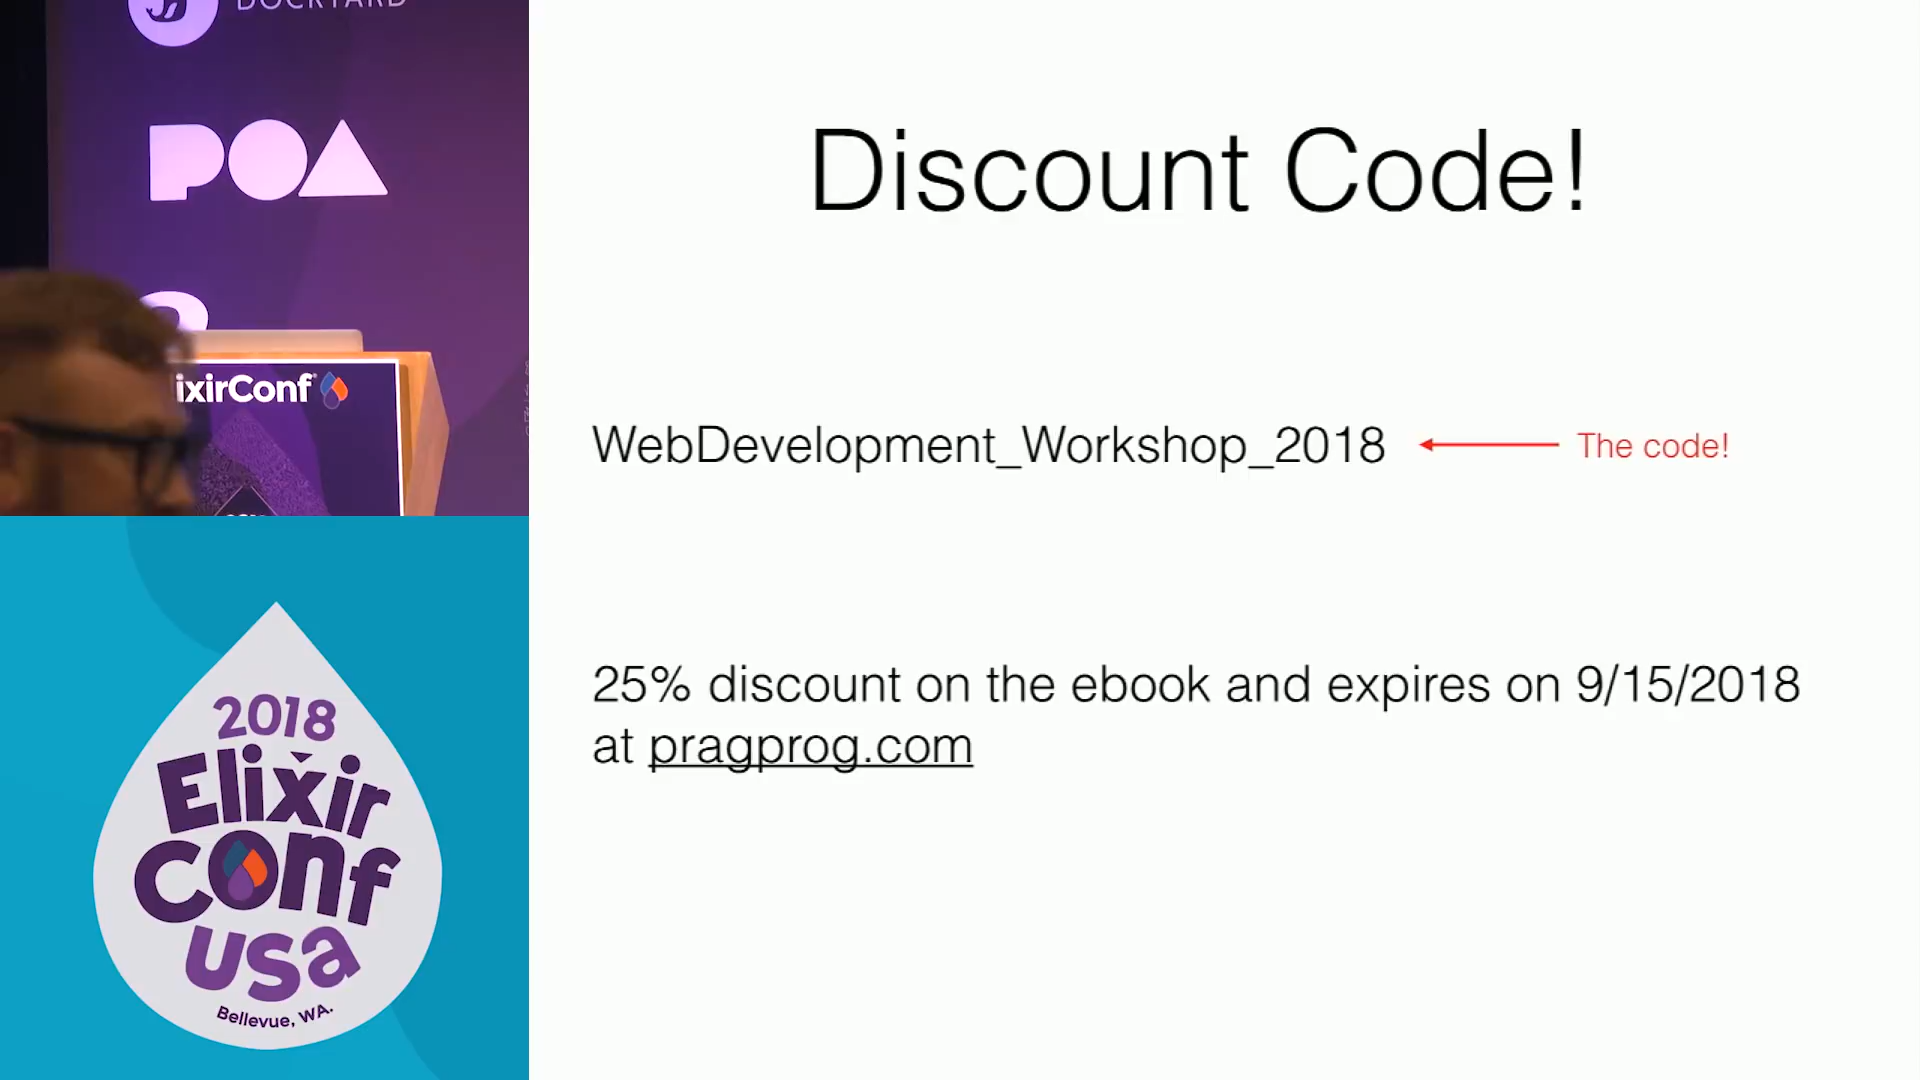 DOCKYARD
POA
ixirConf
Discount Code!
WebDevelopment_Workshop_2018
The code!
25% discount on the ebook and expires on 9/15/2018
at pragprog.com
2018
Elixir
Conf
USA
Bellevue, WA.